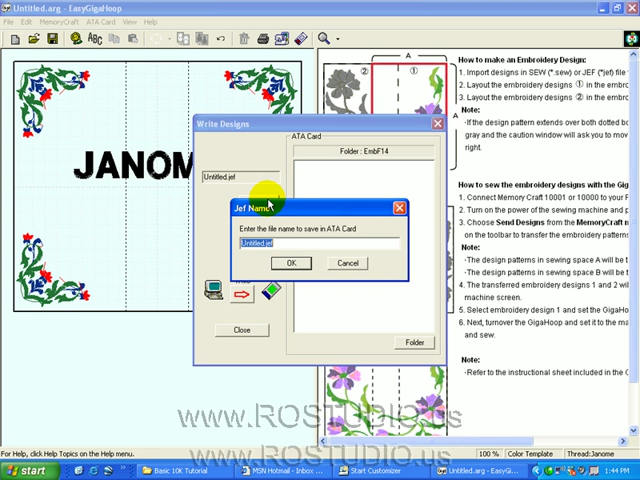 Untitled.arg - EasyGigaHoop
File Edit MemoryCraft ATA Card View Help
ABC
A
② ①
A
JANOM
How to make an Embroidery Design:
1. Import designs in SEW (*.sew) or JEF (*jef) file
2. Layout the embroidery designs ① in the embro
3. Layout the embroidery designs ② in the embro
Note:
·If the design pattern extends over both dotted bo
gray and the caution window will ask you to move
right.
How to sew the embroidery designs with the Gig
1. Connect Memory Craft 10001 or 10000 to your P
2. Turn on the power of the sewing machine and p
3. Choose Send Designs from the MemoryCraft m
on the toolbar to transfer the embroidery patterns
Note:
·The design patterns in sewing space A will be t
·The design patterns in sewing space B will be t
4. The transferred embroidery designs 1 and 2 wi
machine screen.
5. Select embroidery design 1 and set the GigaHo
6. Next, turnover the GigaHoop and set it to the ma
and sew.
Note:
·Refer to the instructional sheet included in the G
Write Designs
ATA Card
Folder : EmbF14
Untitled.jef
Close
Folder
Jef Name
Enter the file name to save in ATA Card
Untitled.jef
OK Cancel
www.ROSTUDIO.us
www.ROSTUDIO.us
For Help, click Help Topics on the Help menu.
100 % Color Template Thread:Janome
start
Basic 10K Tutorial
MSN Hotmail - Inbox ...
Start Customizer
Untitled.arg - EasyG...
1:44 PM